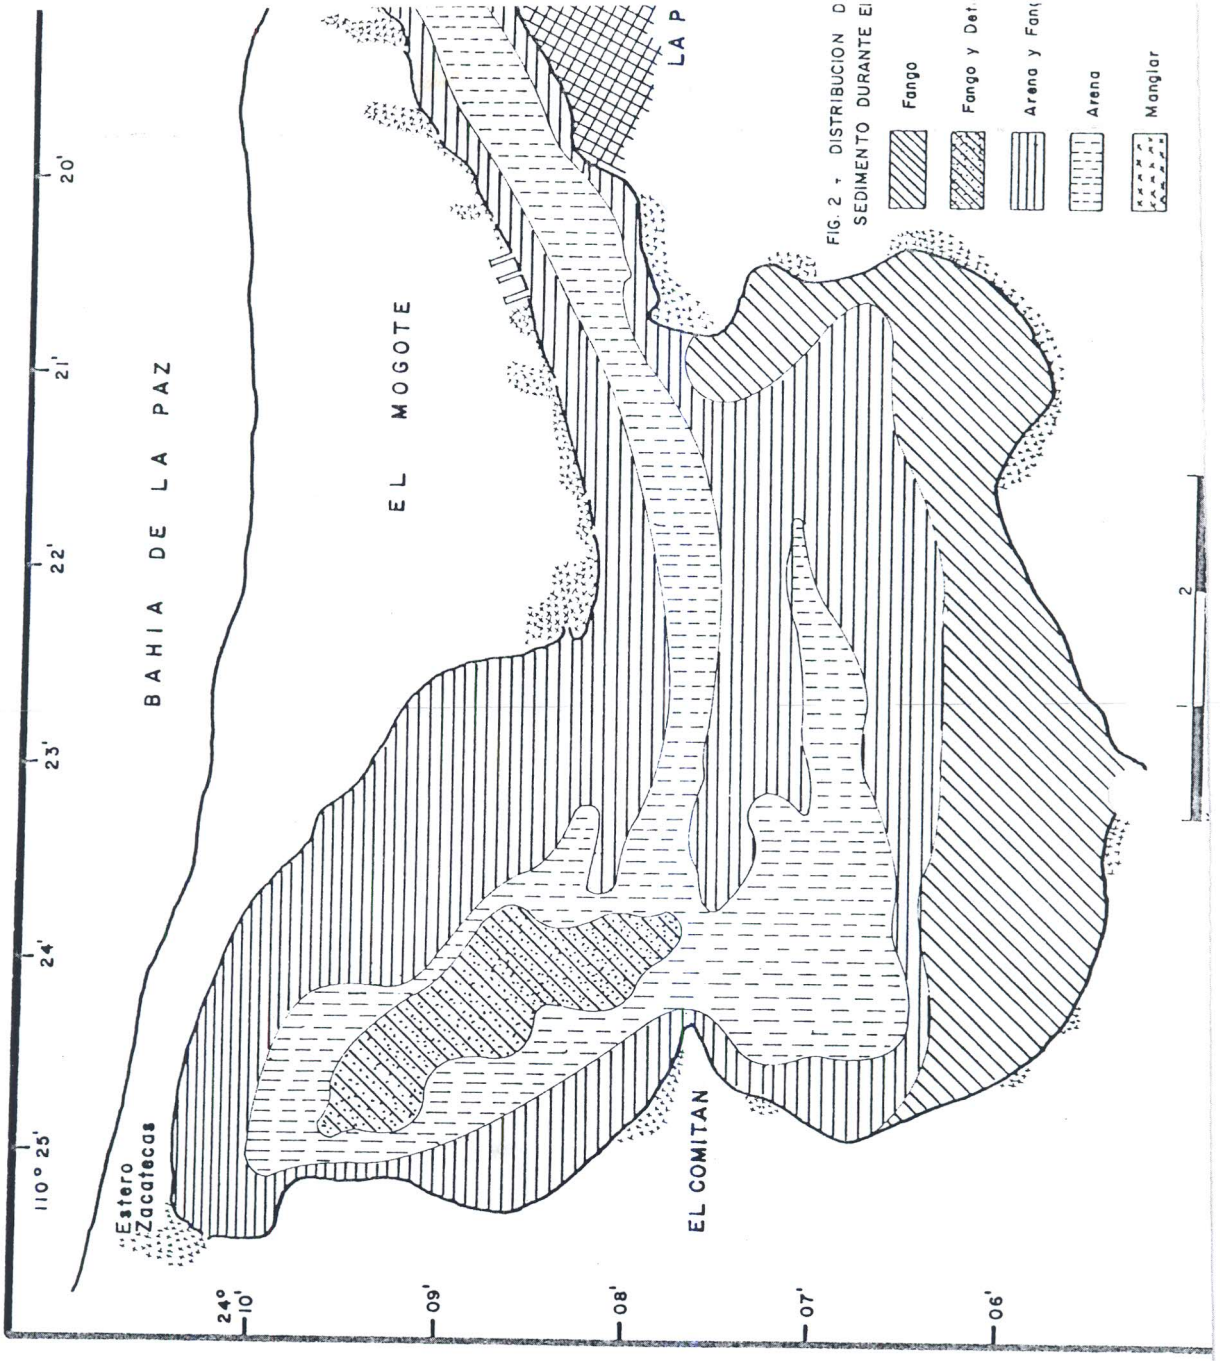 BAHIA DE LA PAZ
EL MOGOTE
LA P
Estero
Zacatecas
EL COMITAN
110° 25'
24'
23'
22'
21'
20'
24°
10'
09'
08'
07'
06'
FIG. 2 - DISTRIBUCION D
SEDIMENTO DURANTE E
Fango
Fango y Det
Arena y Fang
Arena
Manglar
1
2